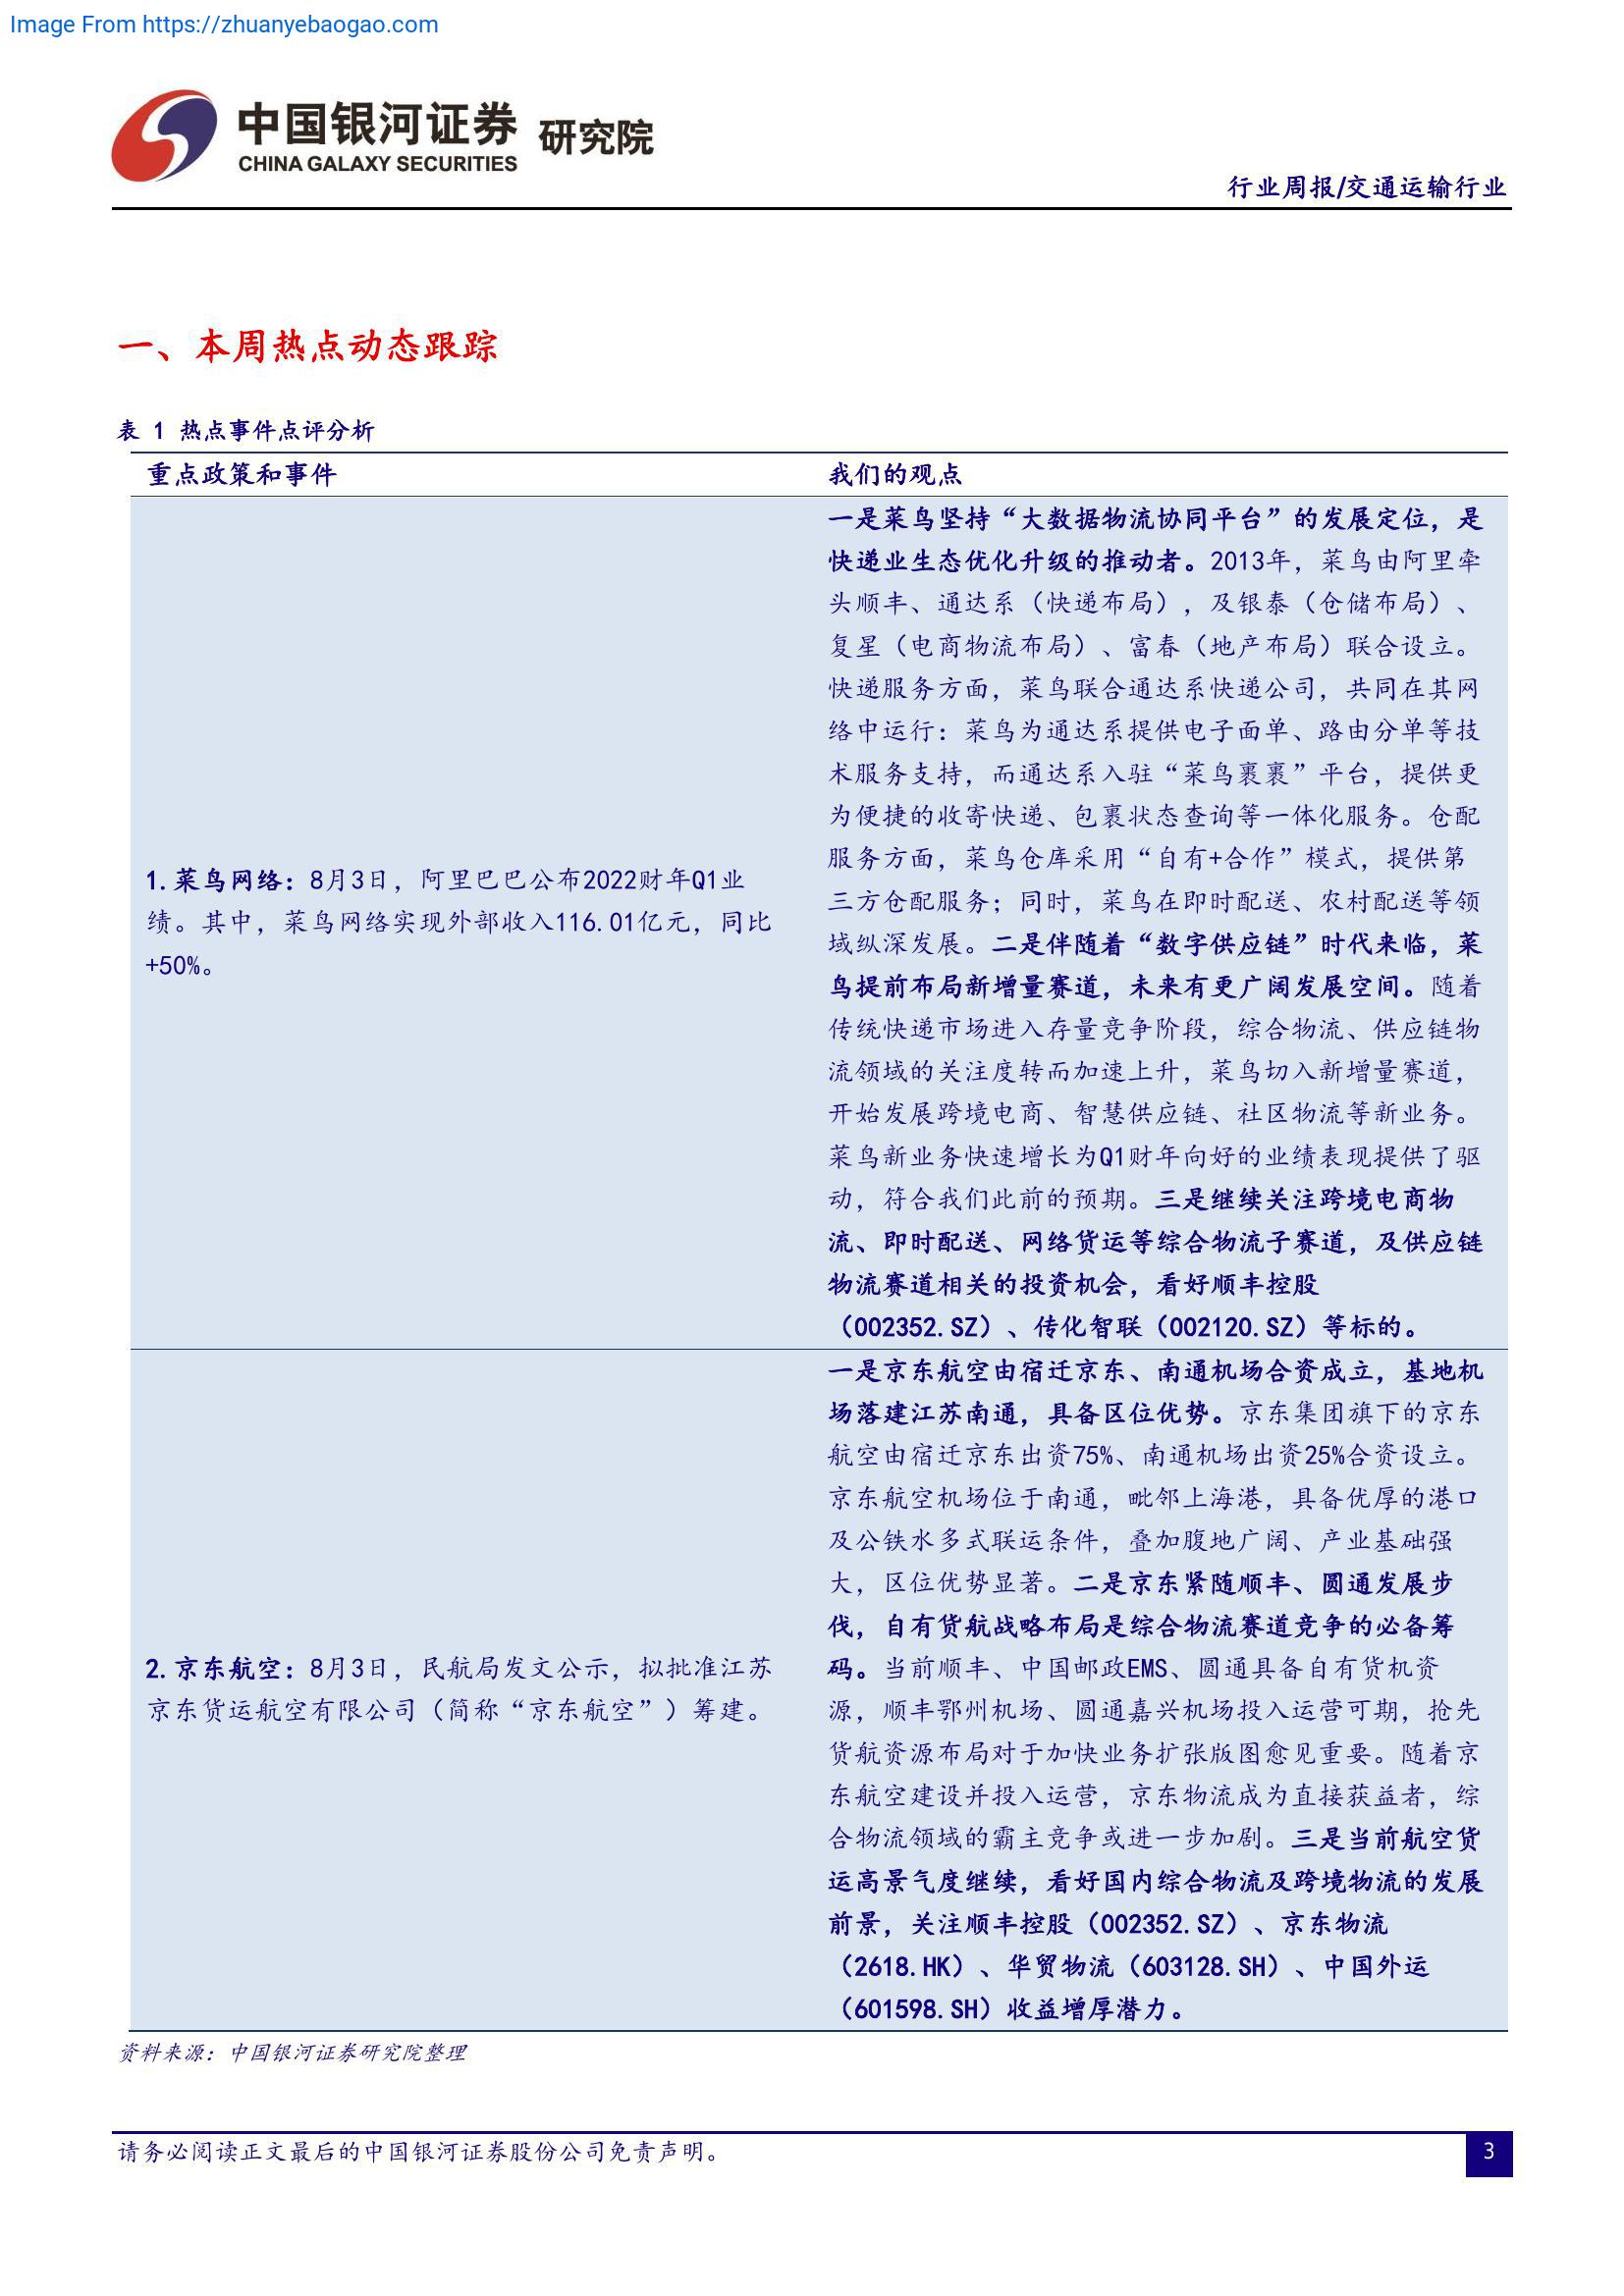 Image From https://zhuanyebaogao.com
中国银河证券 研究院
CHINA GALAXY SECURITIES
行业周报/交通运输行业
一、本周热点动态跟踪
表 1 热点事件点评分析
重点政策和事件
我们的观点
1.菜鸟网络：8月3日，阿里巴巴公布2022财年Q1业
绩。其中，菜鸟网络实现外部收入116.01亿元，同比
+50%。
一是菜鸟坚持“大数据物流协同平台”的发展定位，是
快递业生态优化升级的推动者。2013年，菜鸟由阿里牵
头顺丰、通达系（快递布局），及银泰（仓储布局）、
复星（电商物流布局）、富春（地产布局）联合设立。
快递服务方面，菜鸟联合通达系快递公司，共同在其网
络中运行：菜鸟为通达系提供电子面单、路由分单等技
术服务支持，而通达系入驻“菜鸟裹裹”平台，提供更
为便捷的收寄快递、包裹状态查询等一体化服务。仓配
服务方面，菜鸟仓库采用“自有+合作”模式，提供第
三方仓配服务；同时，菜鸟在即时配送、农村配送等领
域纵深发展。二是伴随着“数字供应链”时代来临，菜
鸟提前布局新增量赛道，未来有更广阔发展空间。随着
传统快递市场进入存量竞争阶段，综合物流、供应链物
流领域的关注度转而加速上升，菜鸟切入新增量赛道，
开始发展跨境电商、智慧供应链、社区物流等新业务。
菜鸟新业务快速增长为Q1财年向好的业绩表现提供了驱
动，符合我们此前的预期。三是继续关注跨境电商物
流、即时配送、网络货运等综合物流子赛道，及供应链
物流赛道相关的投资机会，看好顺丰控股
（002352.SZ）、传化智联（002120.SZ）等标的。
2.京东航空：8月3日，民航局发文公示，拟批准江苏
京东货运航空有限公司（简称“京东航空”）筹建。
一是京东航空由宿迁京东、南通机场合资成立，基地机
场落建江苏南通，具备区位优势。京东集团旗下的京东
航空由宿迁京东出资75%、南通机场出资25%合资设立。
京东航空机场位于南通，毗邻上海港，具备优厚的港口
及公铁水多式联运条件，叠加腹地广阔、产业基础强
大，区位优势显著。二是京东紧随顺丰、圆通发展步
伐，自有货航战略布局是综合物流赛道竞争的必备筹
码。当前顺丰、中国邮政EMS、圆通具备自有货机资
源，顺丰鄂州机场、圆通嘉兴机场投入运营可期，抢先
货航资源布局对于加快业务扩张版图愈见重要。随着京
东航空建设并投入运营，京东物流成为直接获益者，综
合物流领域的霸主竞争或进一步加剧。三是当前航空货
运高景气度继续，看好国内综合物流及跨境物流的发展
前景，关注顺丰控股（002352.SZ）、京东物流
（2618.HK）、华贸物流（603128.SH）、中国外运
（601598.SH）收益增厚潜力。
资料来源：中国银河证券研究院整理
请务必阅读正文最后的中国银河证券股份公司免责声明。
3